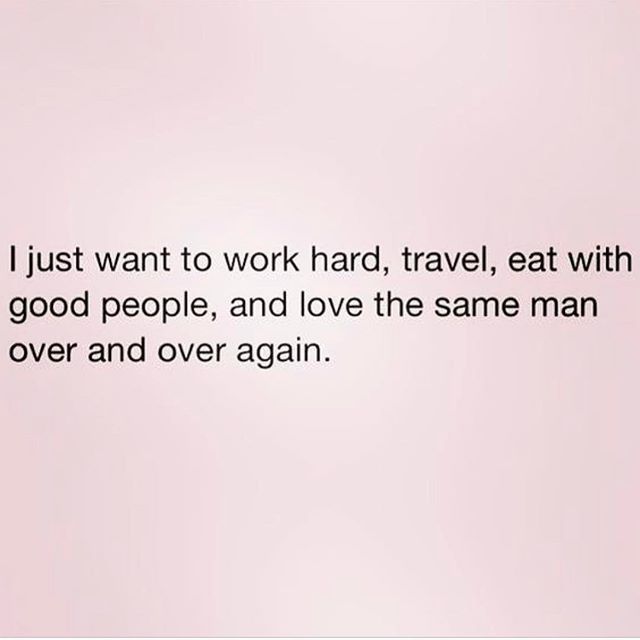 I just want to work hard, travel, eat with
good people, and love the same man
over and over again.